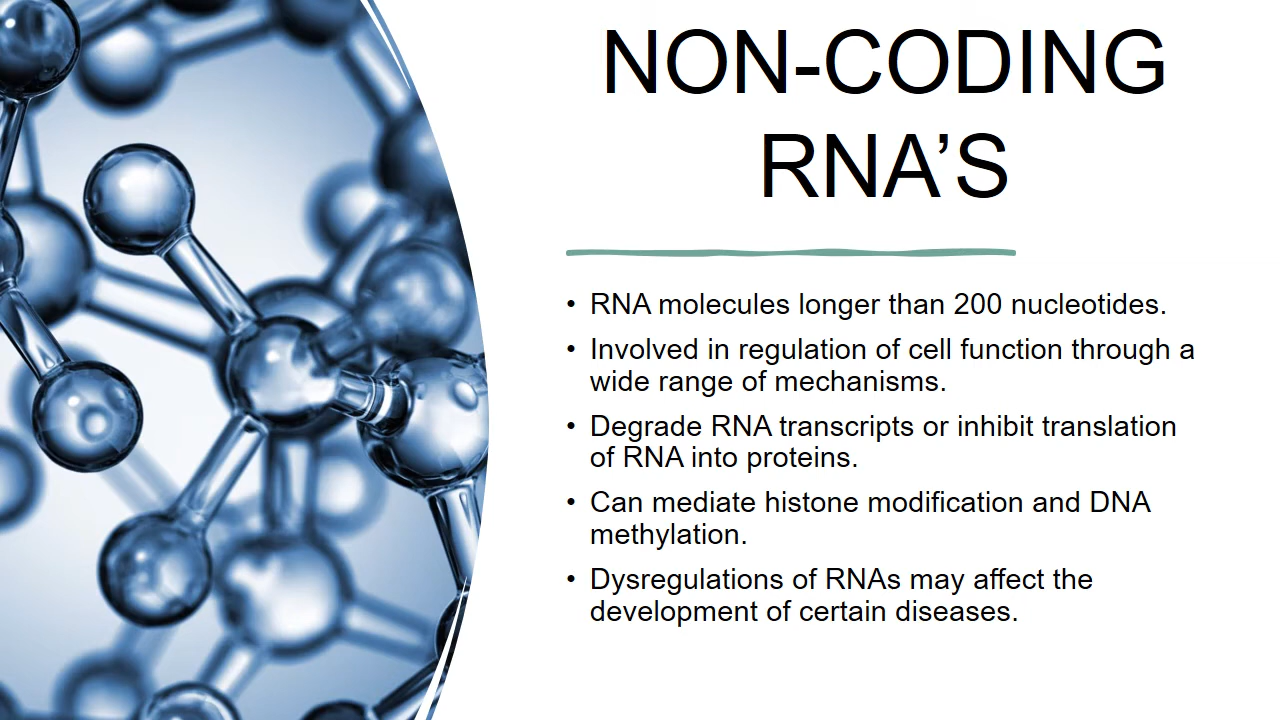 NON-CODING
RNA’S
• RNA molecules longer than 200 nucleotides.
• Involved in regulation of cell function through a
wide range of mechanisms.
• Degrade RNA transcripts or inhibit translation
of RNA into proteins.
• Can mediate histone modification and DNA
methylation.
• Dysregulations of RNAs may affect the
development of certain diseases.